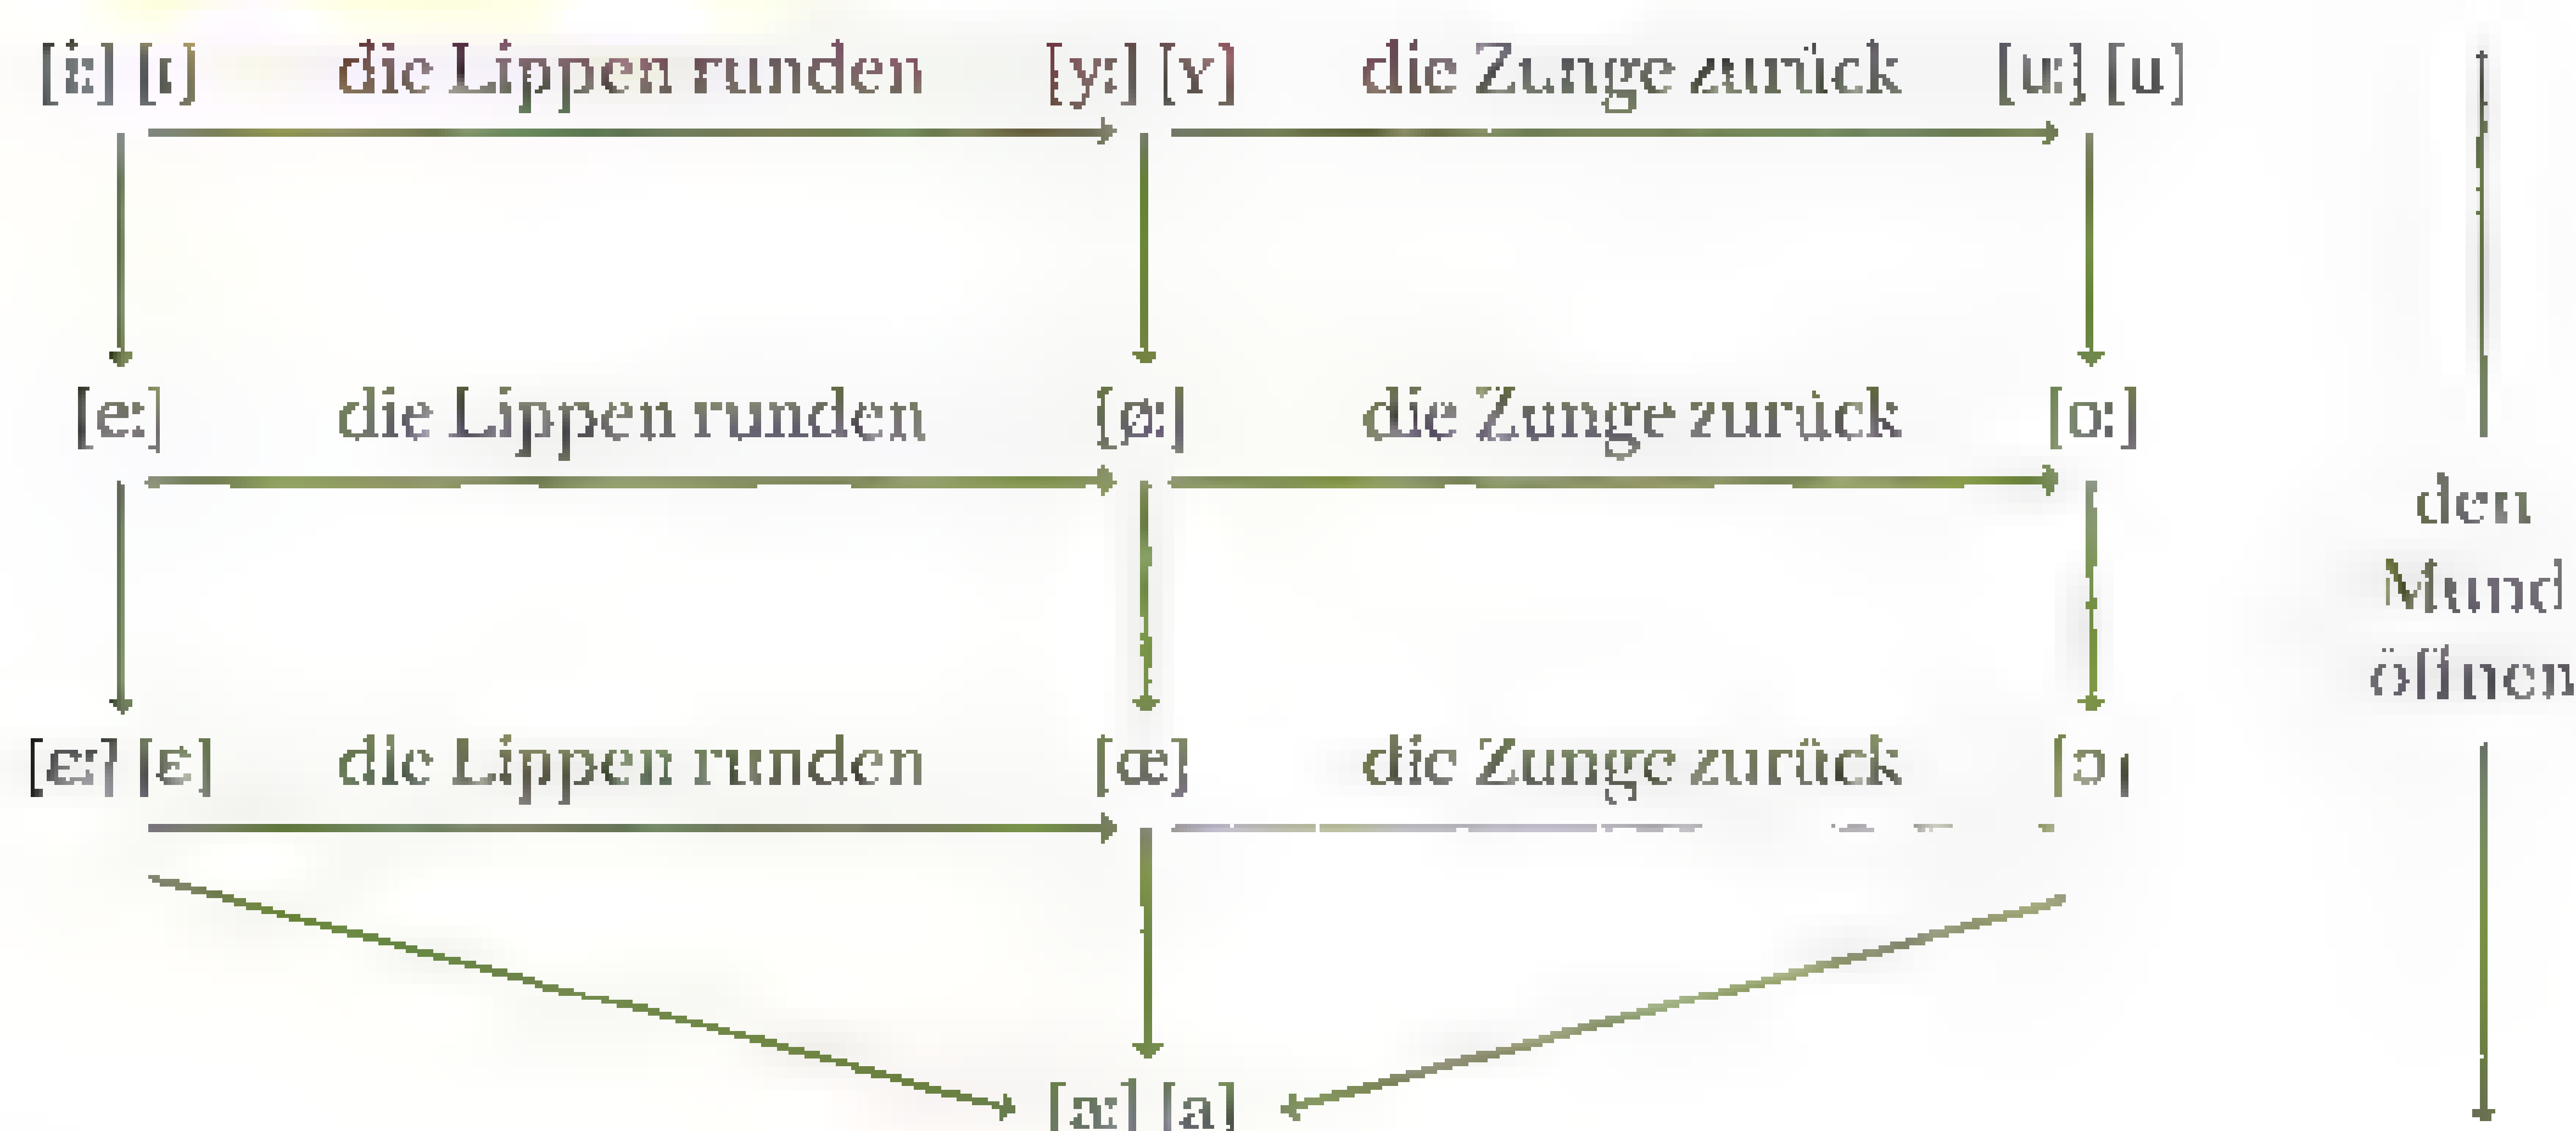 [iː] [ɪ] die Lippen runden [yː] [ʏ] die Zunge zurück [uː] [u]
[eː] die Lippen runden [øː] die Zunge zurück [oː]
den
Mund
öffnen
[ɛː] [ɛ] die Lippen runden [œ] die Zunge zurück [ɔ]
[aː] [a]